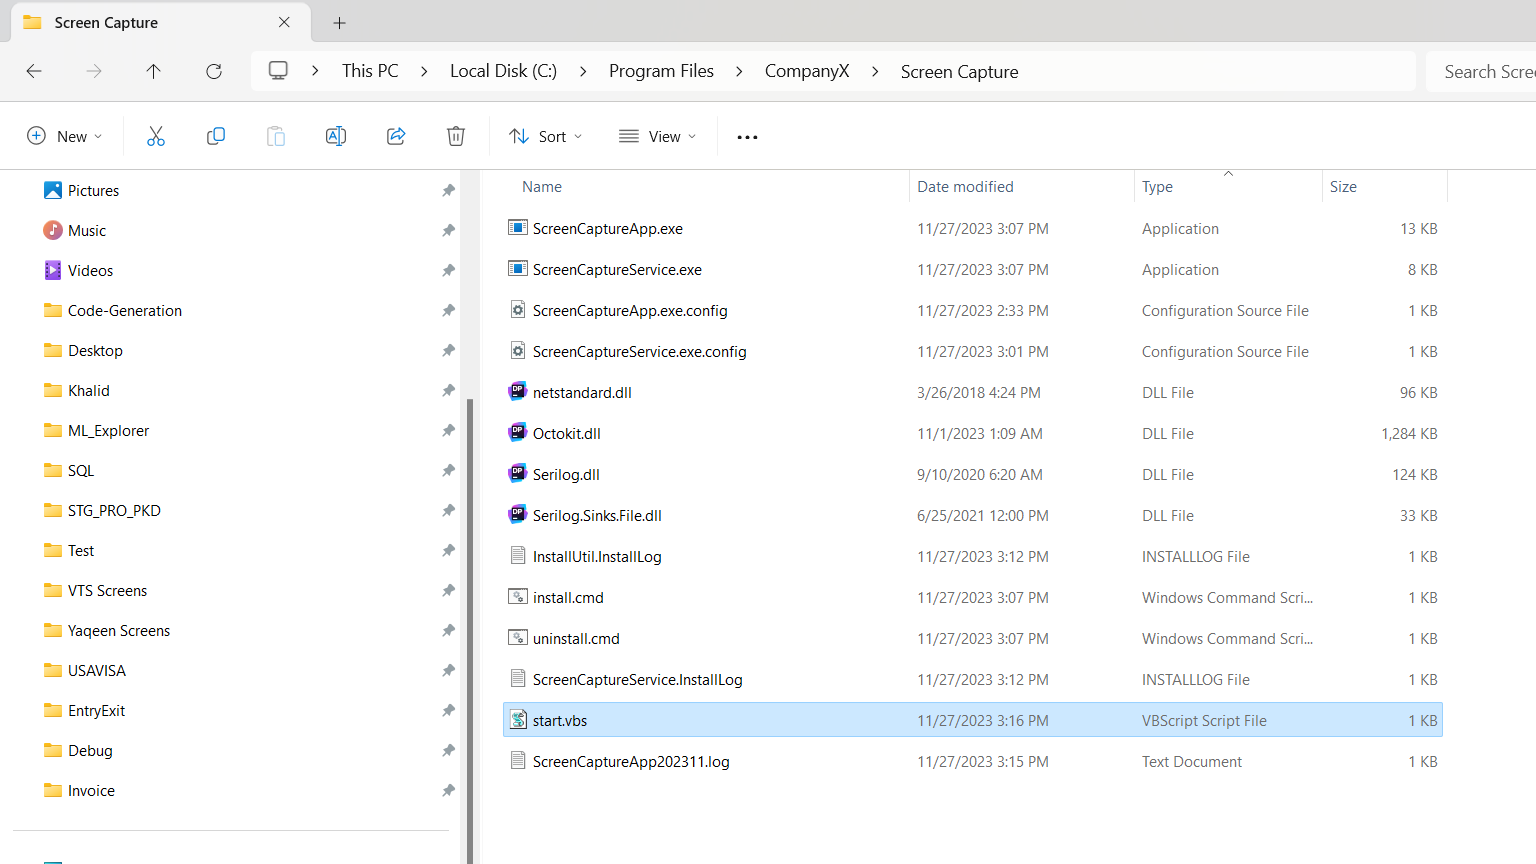 Screen Capture
This PC > Local Disk (C:) > Program Files > CompanyX > Screen Capture
Search Scre
New Sort View
Name Date modified Type Size
Pictures
Music
Videos
Code-Generation
Desktop
Khalid
ML_Explorer
SQL
STG_PRO_PKD
Test
VTS Screens
Yaqeen Screens
USAVISA
EntryExit
Debug
Invoice
ScreenCaptureApp.exe 11/27/2023 3:07 PM Application 13 KB
ScreenCaptureService.exe 11/27/2023 3:07 PM Application 8 KB
ScreenCaptureApp.exe.config 11/27/2023 2:33 PM Configuration Source File 1 KB
ScreenCaptureService.exe.config 11/27/2023 3:01 PM Configuration Source File 1 KB
netstandard.dll 3/26/2018 4:24 PM DLL File 96 KB
Octokit.dll 11/1/2023 1:09 AM DLL File 1,284 KB
Serilog.dll 9/10/2020 6:20 AM DLL File 124 KB
Serilog.Sinks.File.dll 6/25/2021 12:00 PM DLL File 33 KB
InstallUtil.InstallLog 11/27/2023 3:12 PM INSTALLLOG File 1 KB
install.cmd 11/27/2023 3:07 PM Windows Command Scri... 1 KB
uninstall.cmd 11/27/2023 3:07 PM Windows Command Scri... 1 KB
ScreenCaptureService.InstallLog 11/27/2023 3:12 PM INSTALLLOG File 1 KB
start.vbs 11/27/2023 3:16 PM VBScript Script File 1 KB
ScreenCaptureApp202311.log 11/27/2023 3:15 PM Text Document 1 KB